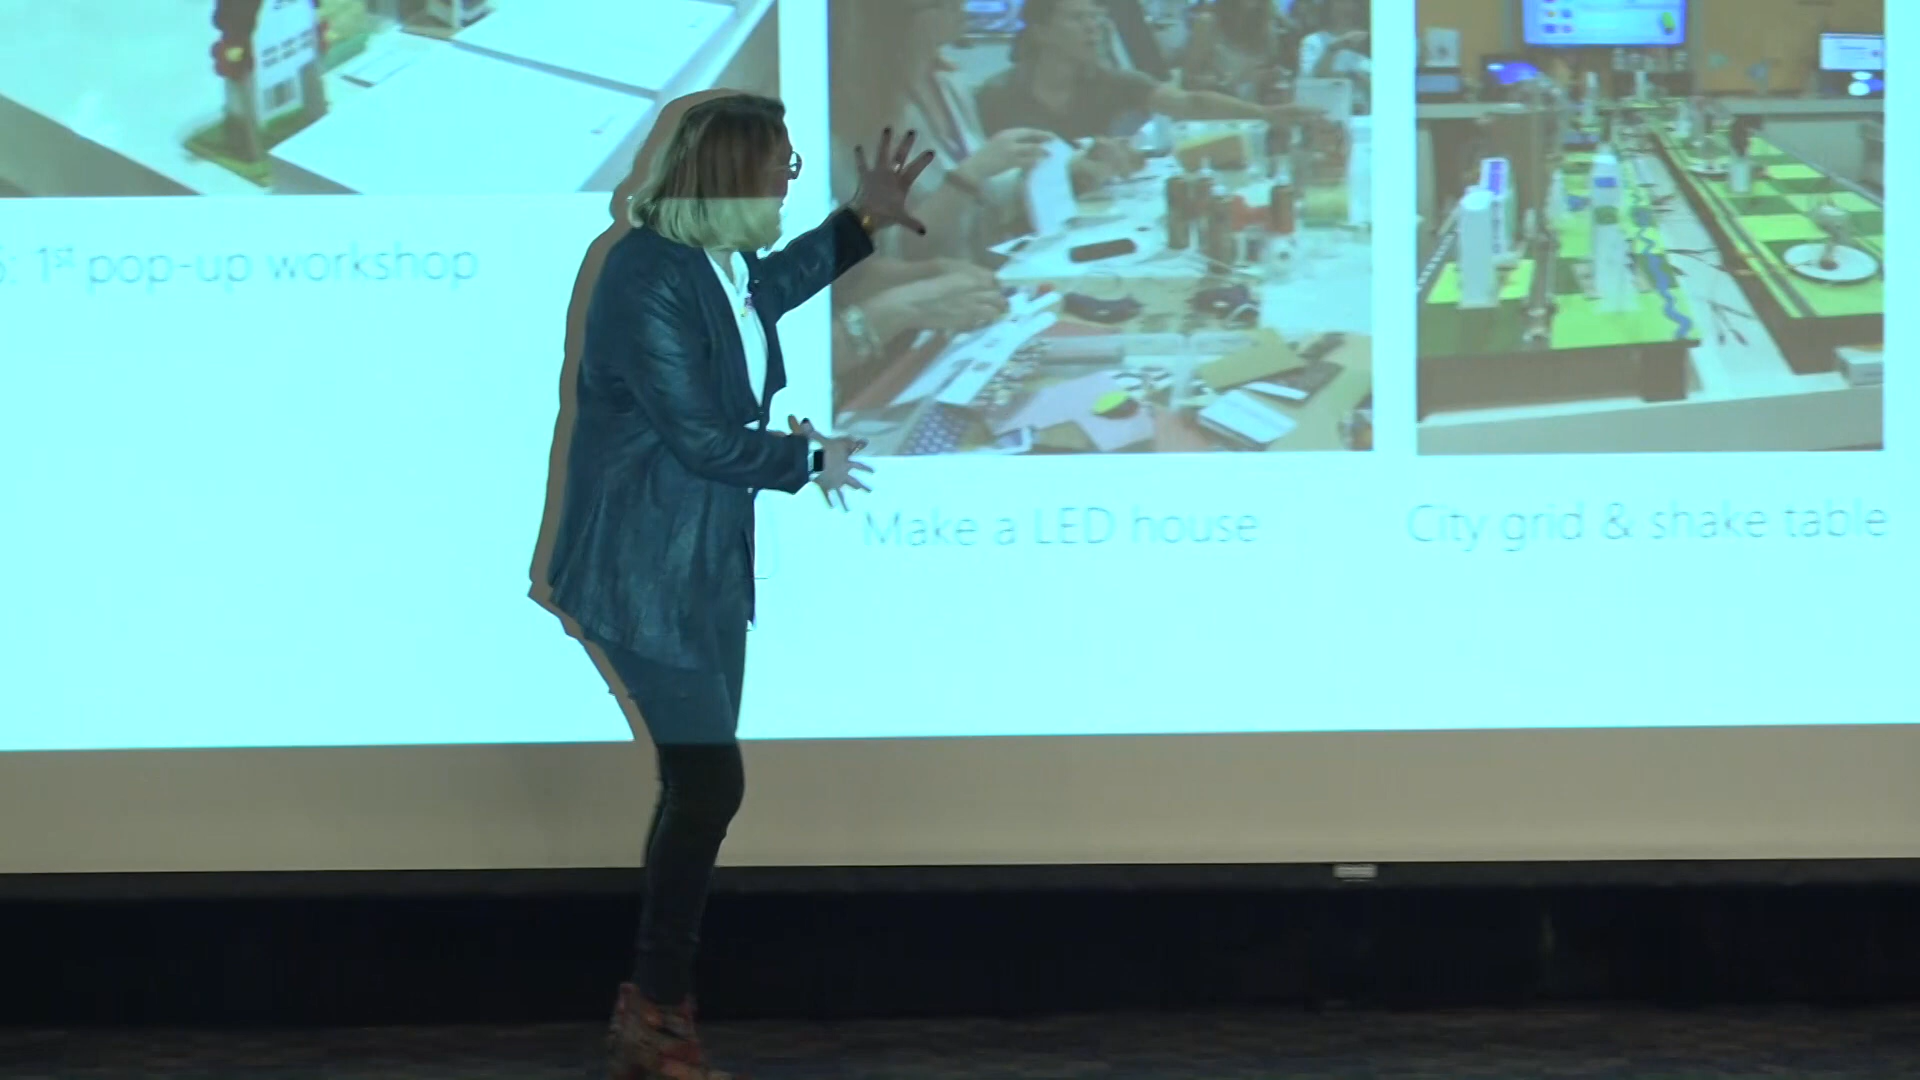 : 1st pop-up workshop
Make a LED house
City grid & shake table